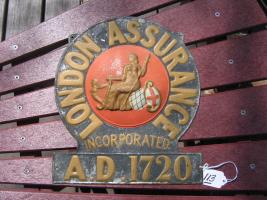 LONDON ASSURANCE
INCORPORATED
A.D. 1720
113